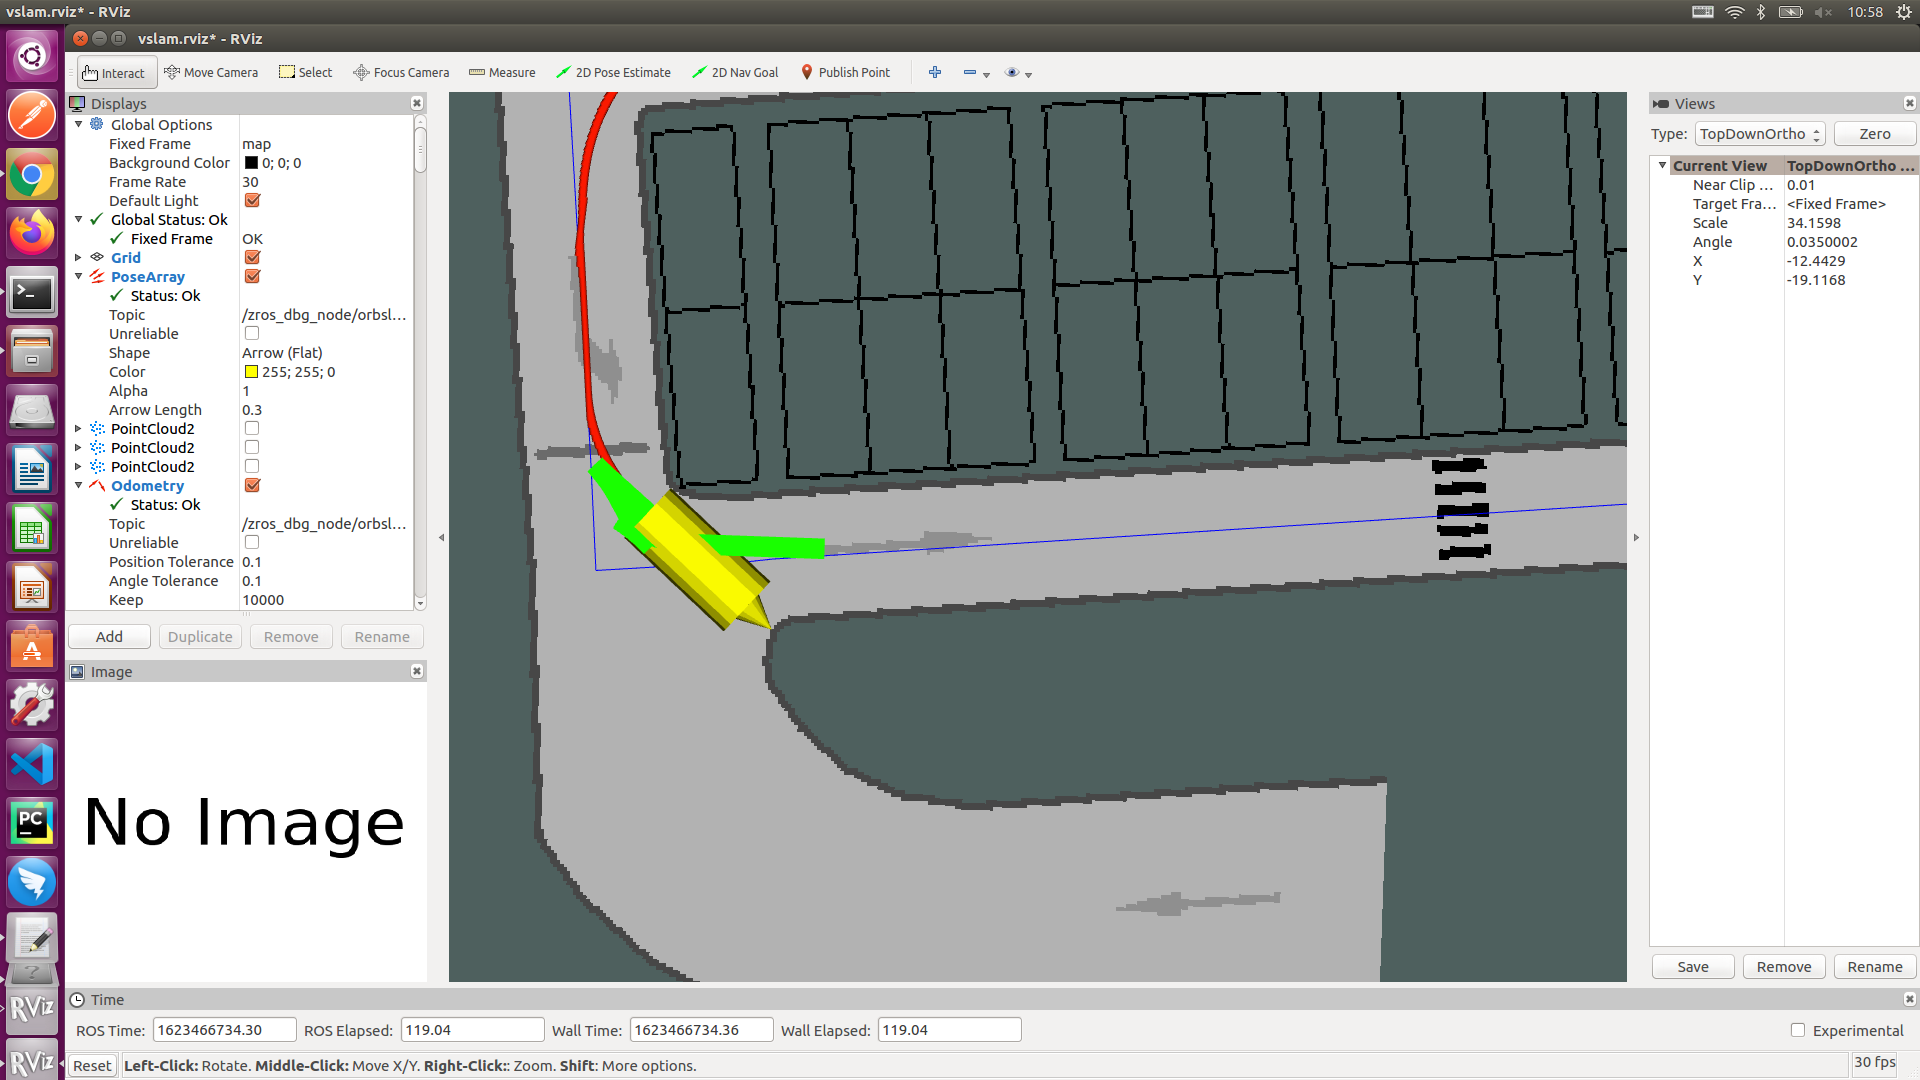 vslam.rviz* - RViz
10:58
vslam.rviz* - RViz
Interact
Move Camera
Select
Focus Camera
Measure
2D Pose Estimate
2D Nav Goal
Publish Point
Displays
Global Options
Fixed Frame map
Background Color 0; 0; 0
Frame Rate 30
Default Light
Global Status: Ok
Fixed Frame OK
Grid
PoseArray
Status: Ok
Topic /zros_dbg_node/orbsl...
Unreliable
Shape Arrow (Flat)
Color 255; 255; 0
Alpha 1
Arrow Length 0.3
PointCloud2
PointCloud2
PointCloud2
Odometry
Status: Ok
Topic /zros_dbg_node/orbsl...
Unreliable
Position Tolerance 0.1
Angle Tolerance 0.1
Keep 10000
Add
Duplicate
Remove
Rename
Image
No Image
Views
Type: TopDownOrtho Zero
Current View TopDownOrtho ...
Near Clip ... 0.01
Target Fra... <Fixed Frame>
Scale 34.1598
Angle 0.0350002
X -12.4429
Y -19.1168
Save
Remove
Rename
Time
ROS Time: 1623466734.30 ROS Elapsed: 119.04 Wall Time: 1623466734.36 Wall Elapsed: 119.04
Experimental
Reset
Left-Click: Rotate. Middle-Click: Move X/Y. Right-Click:: Zoom. Shift: More options.
30 fps
PC
RViz
RViz